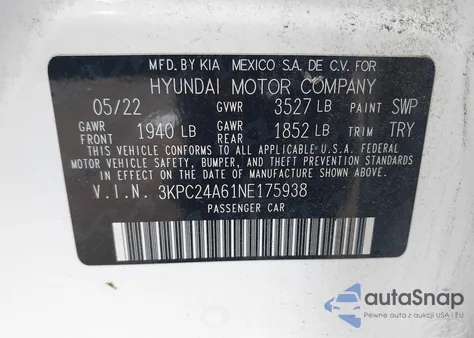 MFD.BY KIA MEXICO S.A. DE C.V. FOR
HYUNDAI MOTOR COMPANY
05/22 GVWR 3527 LB PAINT SWP
GAWR FRONT 1940 LB GAWR REAR 1852 LB TRIM TRY
THIS VEHICLE CONFORMS TO ALL APPLICABLE U.S.A. FEDERAL
MOTOR VEHICLE SAFETY, BUMPER, AND THEFT STANDARDS
IN EFFECT ON THE DATE OF MANUFACTURE SHOWN ABOVE.
V.I.N. 3KPC24A61NE175938
PASSENGER CAR
autoSnap
Pewne auta z aukcji USA i EU